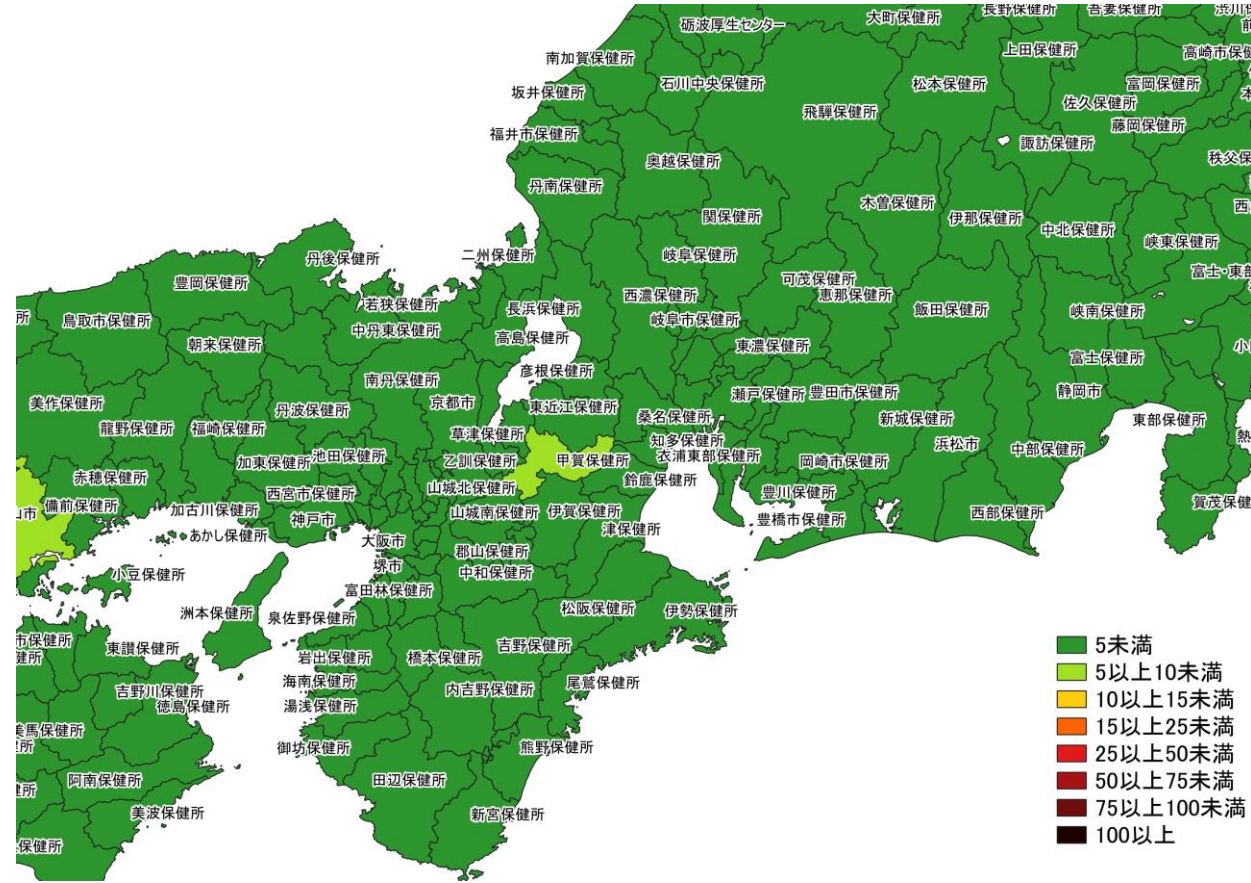 砺波厚生センター
大町保健所
長野保健所
吾妻保健所
南加賀保健所
上田保健所
石川中央保健所
松本保健所
富岡保健所
坂井保健所
佐久保健所
飛騨保健所
藤岡保健所
福井市保健所
諏訪保健所
奥越保健所
丹南保健所
木曽保健所
関保健所
伊那保健所
中北保健所
峡東保健所
二州保健所
岐阜保健所
丹後保健所
豊岡保健所
可茂保健所
恵那保健所
西濃保健所
若狭保健所
長浜保健所
飯田保健所
峡南保健所
鳥取市保健所
岐阜市保健所
中丹東保健所
高島保健所
朝来保健所
東濃保健所
富士保健所
彦根保健所
南丹保健所
瀬戸保健所
豊田市保健所
静岡市
美作保健所
京都市
東近江保健所
丹波保健所
桑名保健所
新城保健所
東部保健所
龍野保健所
福崎保健所
草津保健所
知多保健所
浜松市
中部保健所
池田保健所
衣浦東部保健所
加東保健所
乙訓保健所
甲賀保健所
岡崎市保健所
赤穂保健所
鈴鹿保健所
山城北保健所
西宮市保健所
豊川保健所
備前保健所
加古川保健所
山城南保健所
伊賀保健所
西部保健所
神戸市
豊橋市保健所
あかし保健所
大阪市
津保健所
郡山保健所
堺市
中和保健所
小豆保健所
富田林保健所
洲本保健所
泉佐野保健所
松阪保健所
伊勢保健所
東讃保健所
吉野保健所
岩出保健所
橋本保健所
海南保健所
尾鷲保健所
吉野川保健所
内吉野保健所
徳島保健所
湯浅保健所
御坊保健所
熊野保健所
阿南保健所
田辺保健所
美波保健所
新宮保健所
5未満
5以上10未満
10以上15未満
15以上25未満
25以上50未満
50以上75未満
75以上100未満
100以上